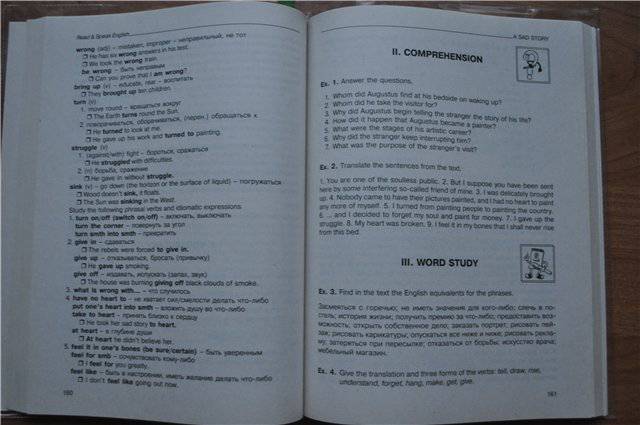 Read & Speak English
wrong (adj) – mistaken, improper – неправильный, не тот
❒ He has six wrong answers in his test.
❒ We took the wrong train.
be wrong – быть неправым
❒ Can you prove that I am wrong?
bring up (v) – educate, rear – воспитать
❒ They brought up ten children.
turn (v)
1. move round – вращаться вокруг
❒ The Earth turns round the Sun.
2. поворачиваться, оборачиваться, (перен.) обращаться к
❒ He turned to look at me.
❒ He gave up his work and turned to painting.
struggle (v)
1. (against/with) fight – бороться, сражаться
❒ He struggled with difficulties.
2. (n) борьба, сражение
❒ He gave in without struggle.
sink (v) – go down (the horizon or the surface of liquid) – погружаться
❒ Wood doesn't sink, it floats.
❒ The Sun was sinking in the West.
Study the following phrasal verbs and idiomatic expressions.
1. turn on/off (switch on/off) – включать, выключать
turn the corner – повернуть за угол
turn smth into smth – превратить
2. give in – сдаваться
❒ The rebels were forced to give in.
give up – отказываться, бросать (привычку)
❒ He gave up smoking.
give off – издавать, испускать (запах, звук)
❒ The house was burning giving off black clouds of smoke.
3. what is wrong with... – что случилось
4. have no heart to – не хватает сил/смелости делать что-либо
put one's heart into smth – вложить душу во что-либо
take to heart – принять близко к сердцу
❒ He took her sad story to heart.
at heart – в глубине души
❒ At heart he didn't believe her.
5. feel it in one's bones (be sure/certain) – быть уверенным
feel for smb – сочувствовать кому-либо
❒ I feel for you greatly.
feel like – быть в настроении, иметь желание делать что-либо
❒ I don't feel like going out now.
160
A SAD STORY
II. COMPREHENSION
Ex. 1. Answer the questions.
1. Whom did Augustus find at his bedside on waking up?
2. Whom did he take the visitor for?
3. Why did Augustus begin telling the stranger the story of his life?
4. How did it happen that Augustus became a painter?
5. What were the stages of his artistic career?
6. Why did the stranger keep interrupting him?
7. What was the purpose of the stranger's visit?
Ex. 2. Translate the sentences from the text.
1. You are one of the soulless public. 2. But I suppose you have been sent
here by some interfering so-called friend of mine. 3. I was deliberately brought
up. 4. Nobody came to have their pictures painted, and I had no heart to paint
any more of myself. 5. I turned from painting people to painting the country.
6. ... and I decided to forget my soul and paint for money. 7. I gave up the
struggle. 8. My heart was broken. 9. I feel it in my bones that I shall never rise
from this bed.
III. WORD STUDY
Ex. 3. Find in the text the English equivalents for the phrases.
Засмеяться с горечью; не иметь значения для кого-либо; слечь в по-
стель; история жизни; получить премию за что-либо; предоставить воз-
можность; открыть собственное дело; заказать портрет; рисовать пей-
заж; рисовать карикатуры; опускаться все ниже и ниже; рисовать рекла-
му; затеряться при пересылке; отказаться от борьбы; искусство врача;
мебельный магазин.
Ex. 4. Give the translation and three forms of the verbs: tell, draw, rise,
understand, forget, hang, make, get, give.
161